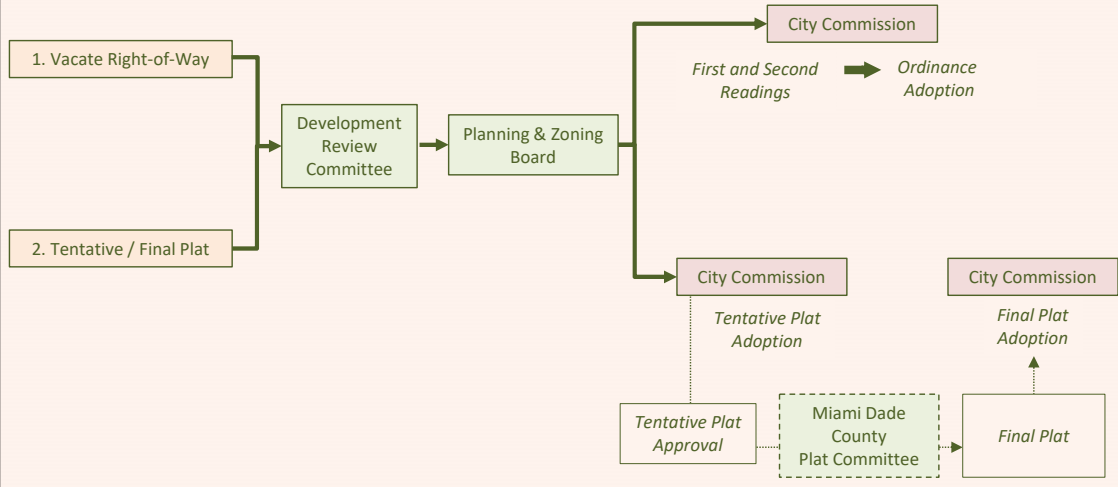 1. Vacate Right-of-Way
2. Tentative / Final Plat
Development
Review
Committee
Planning & Zoning
Board
City Commission
First and Second
Readings
Ordinance
Adoption
City Commission
Tentative Plat
Adoption
Tentative Plat
Approval
Miami Dade
County
Plat Committee
Final Plat
City Commission
Final Plat
Adoption